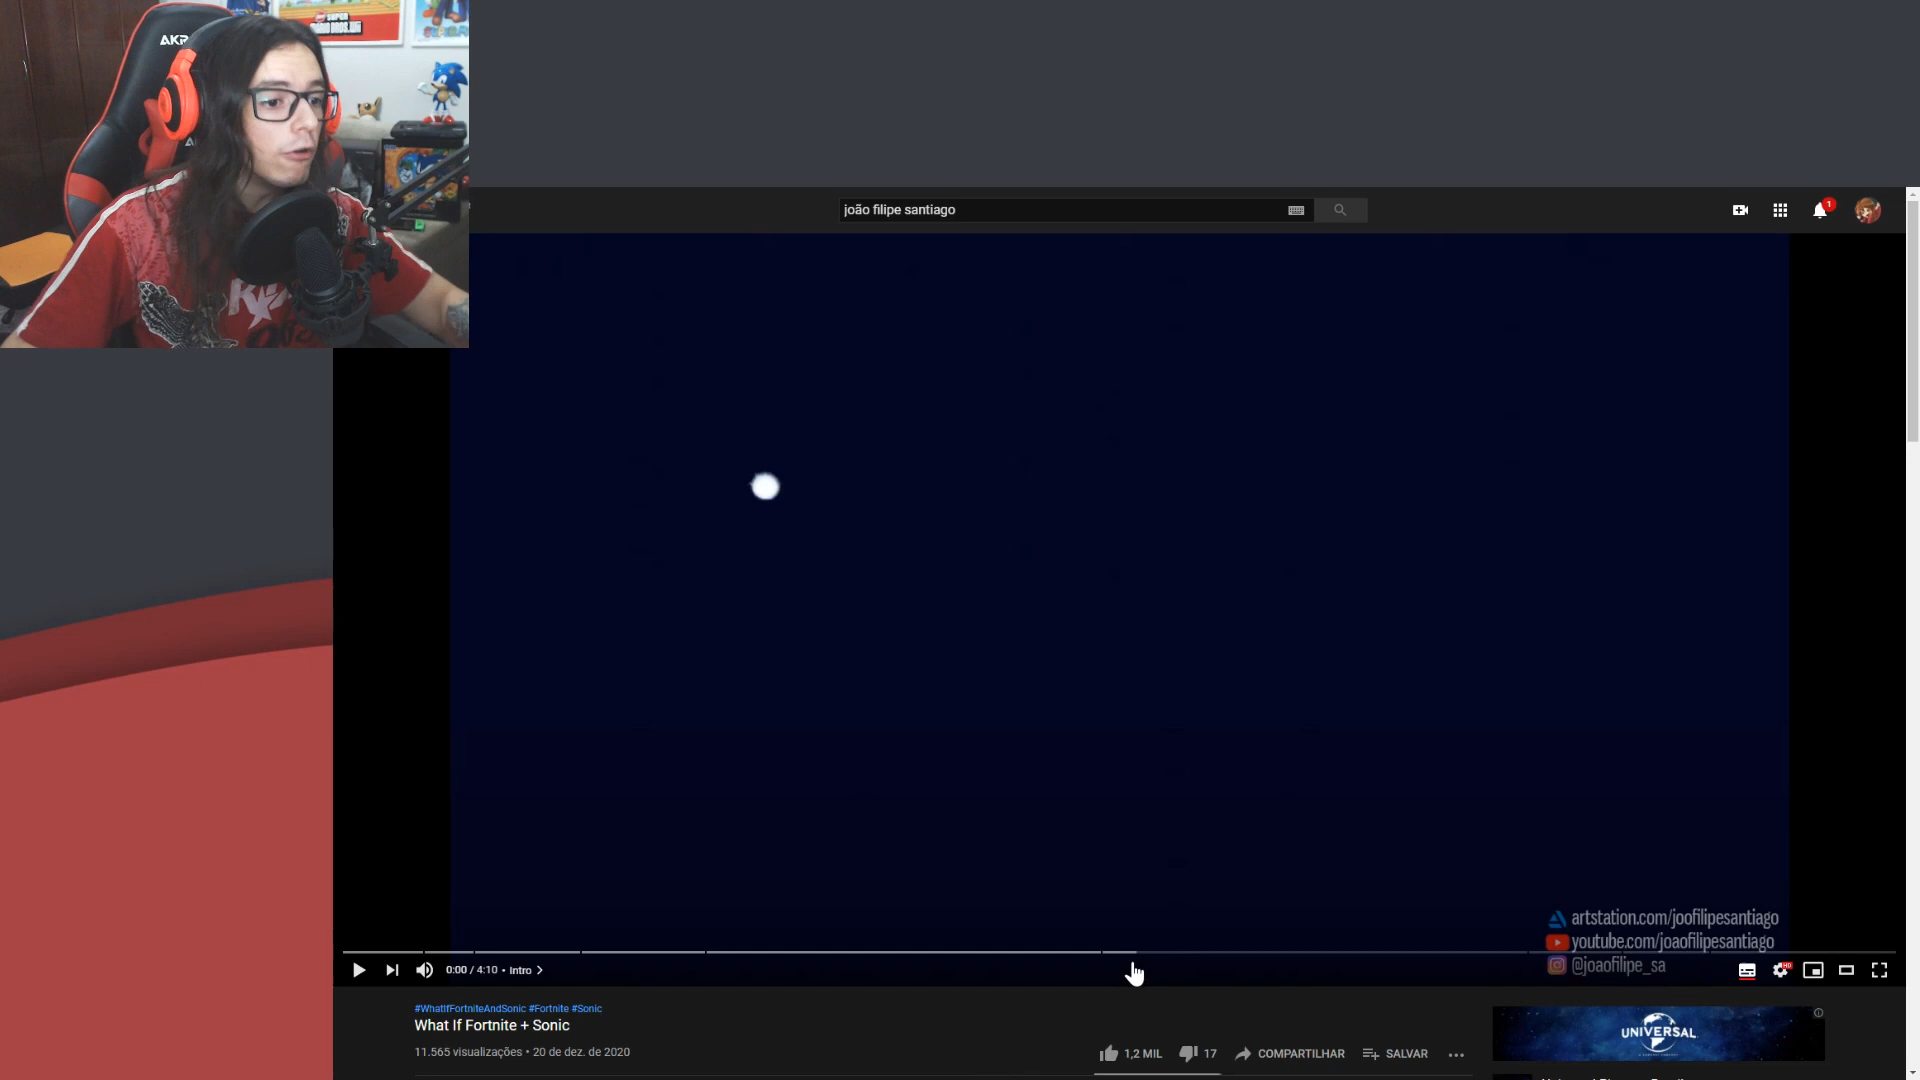 AKR
joão filipe santiago
1
artstation.com/joofilipesantiago
youtube.com/joaofilipesantiago
@joaofilipe_sa
0:00 / 4:10 • Intro
HD
#WhatIfFortniteAndSonic #Fortnite #Sonic
What If Fortnite + Sonic
11.565 visualizações • 20 de dez. de 2020
1,2 MIL
17
COMPARTILHAR
SALVAR
UNIVERSAL